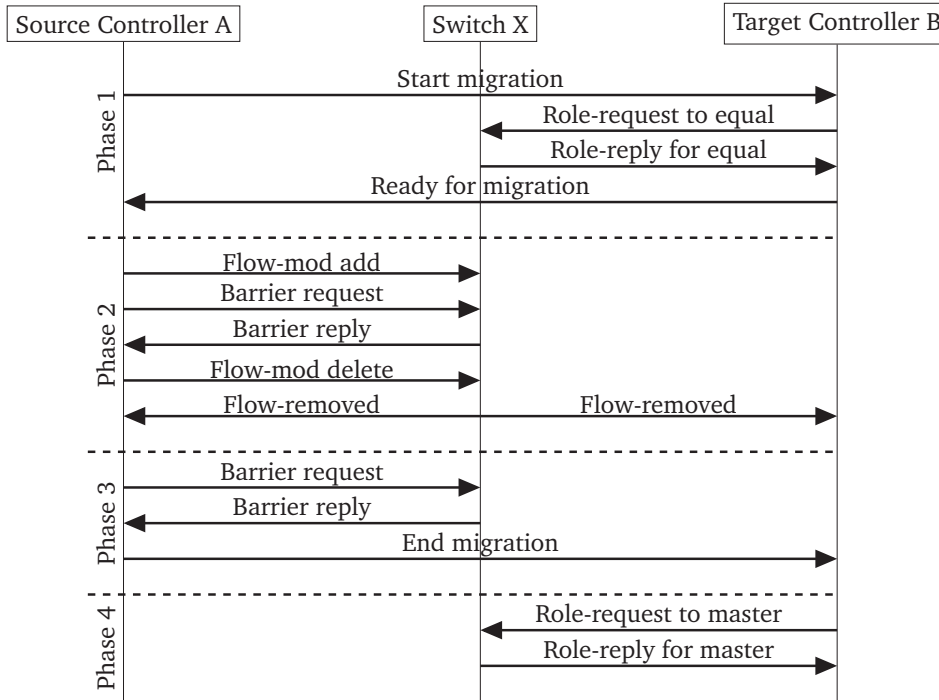 Source Controller A
Switch X
Target Controller B
Phase 1
Start migration
Role-request to equal
Role-reply for equal
Ready for migration
Phase 2
Flow-mod add
Barrier request
Barrier reply
Flow-mod delete
Flow-removed
Flow-removed
Phase 3
Barrier request
Barrier reply
End migration
Phase 4
Role-request to master
Role-reply for master